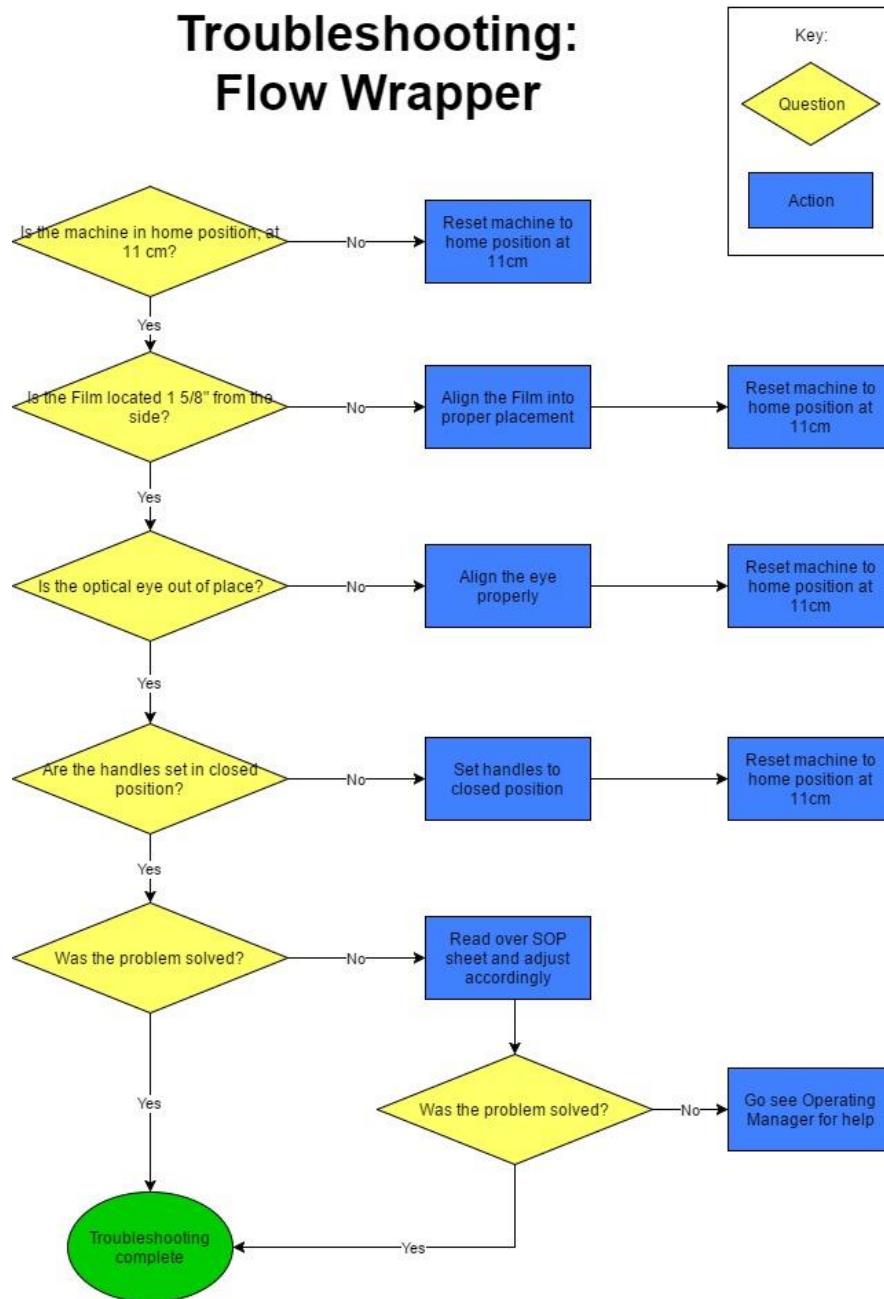 Troubleshooting:
Flow Wrapper
Key:
Question
Action
Is the machine in home position, at
11 cm?
No
Reset machine to
home position at
11cm
Yes
Is the Film located 1 5/8" from the
side?
No
Align the Film into
proper placement
Reset machine to
home position at
11cm
Yes
Is the optical eye out of place?
No
Align the eye
properly
Reset machine to
home position at
11cm
Yes
Are the handles set in closed
position?
No
Set handles to
closed position
Reset machine to
home position at
11cm
Yes
Was the problem solved?
No
Read over SOP
sheet and adjust
accordingly
Yes
Was the problem solved?
No
Go see Operating
Manager for help
Yes
Troubleshooting
complete